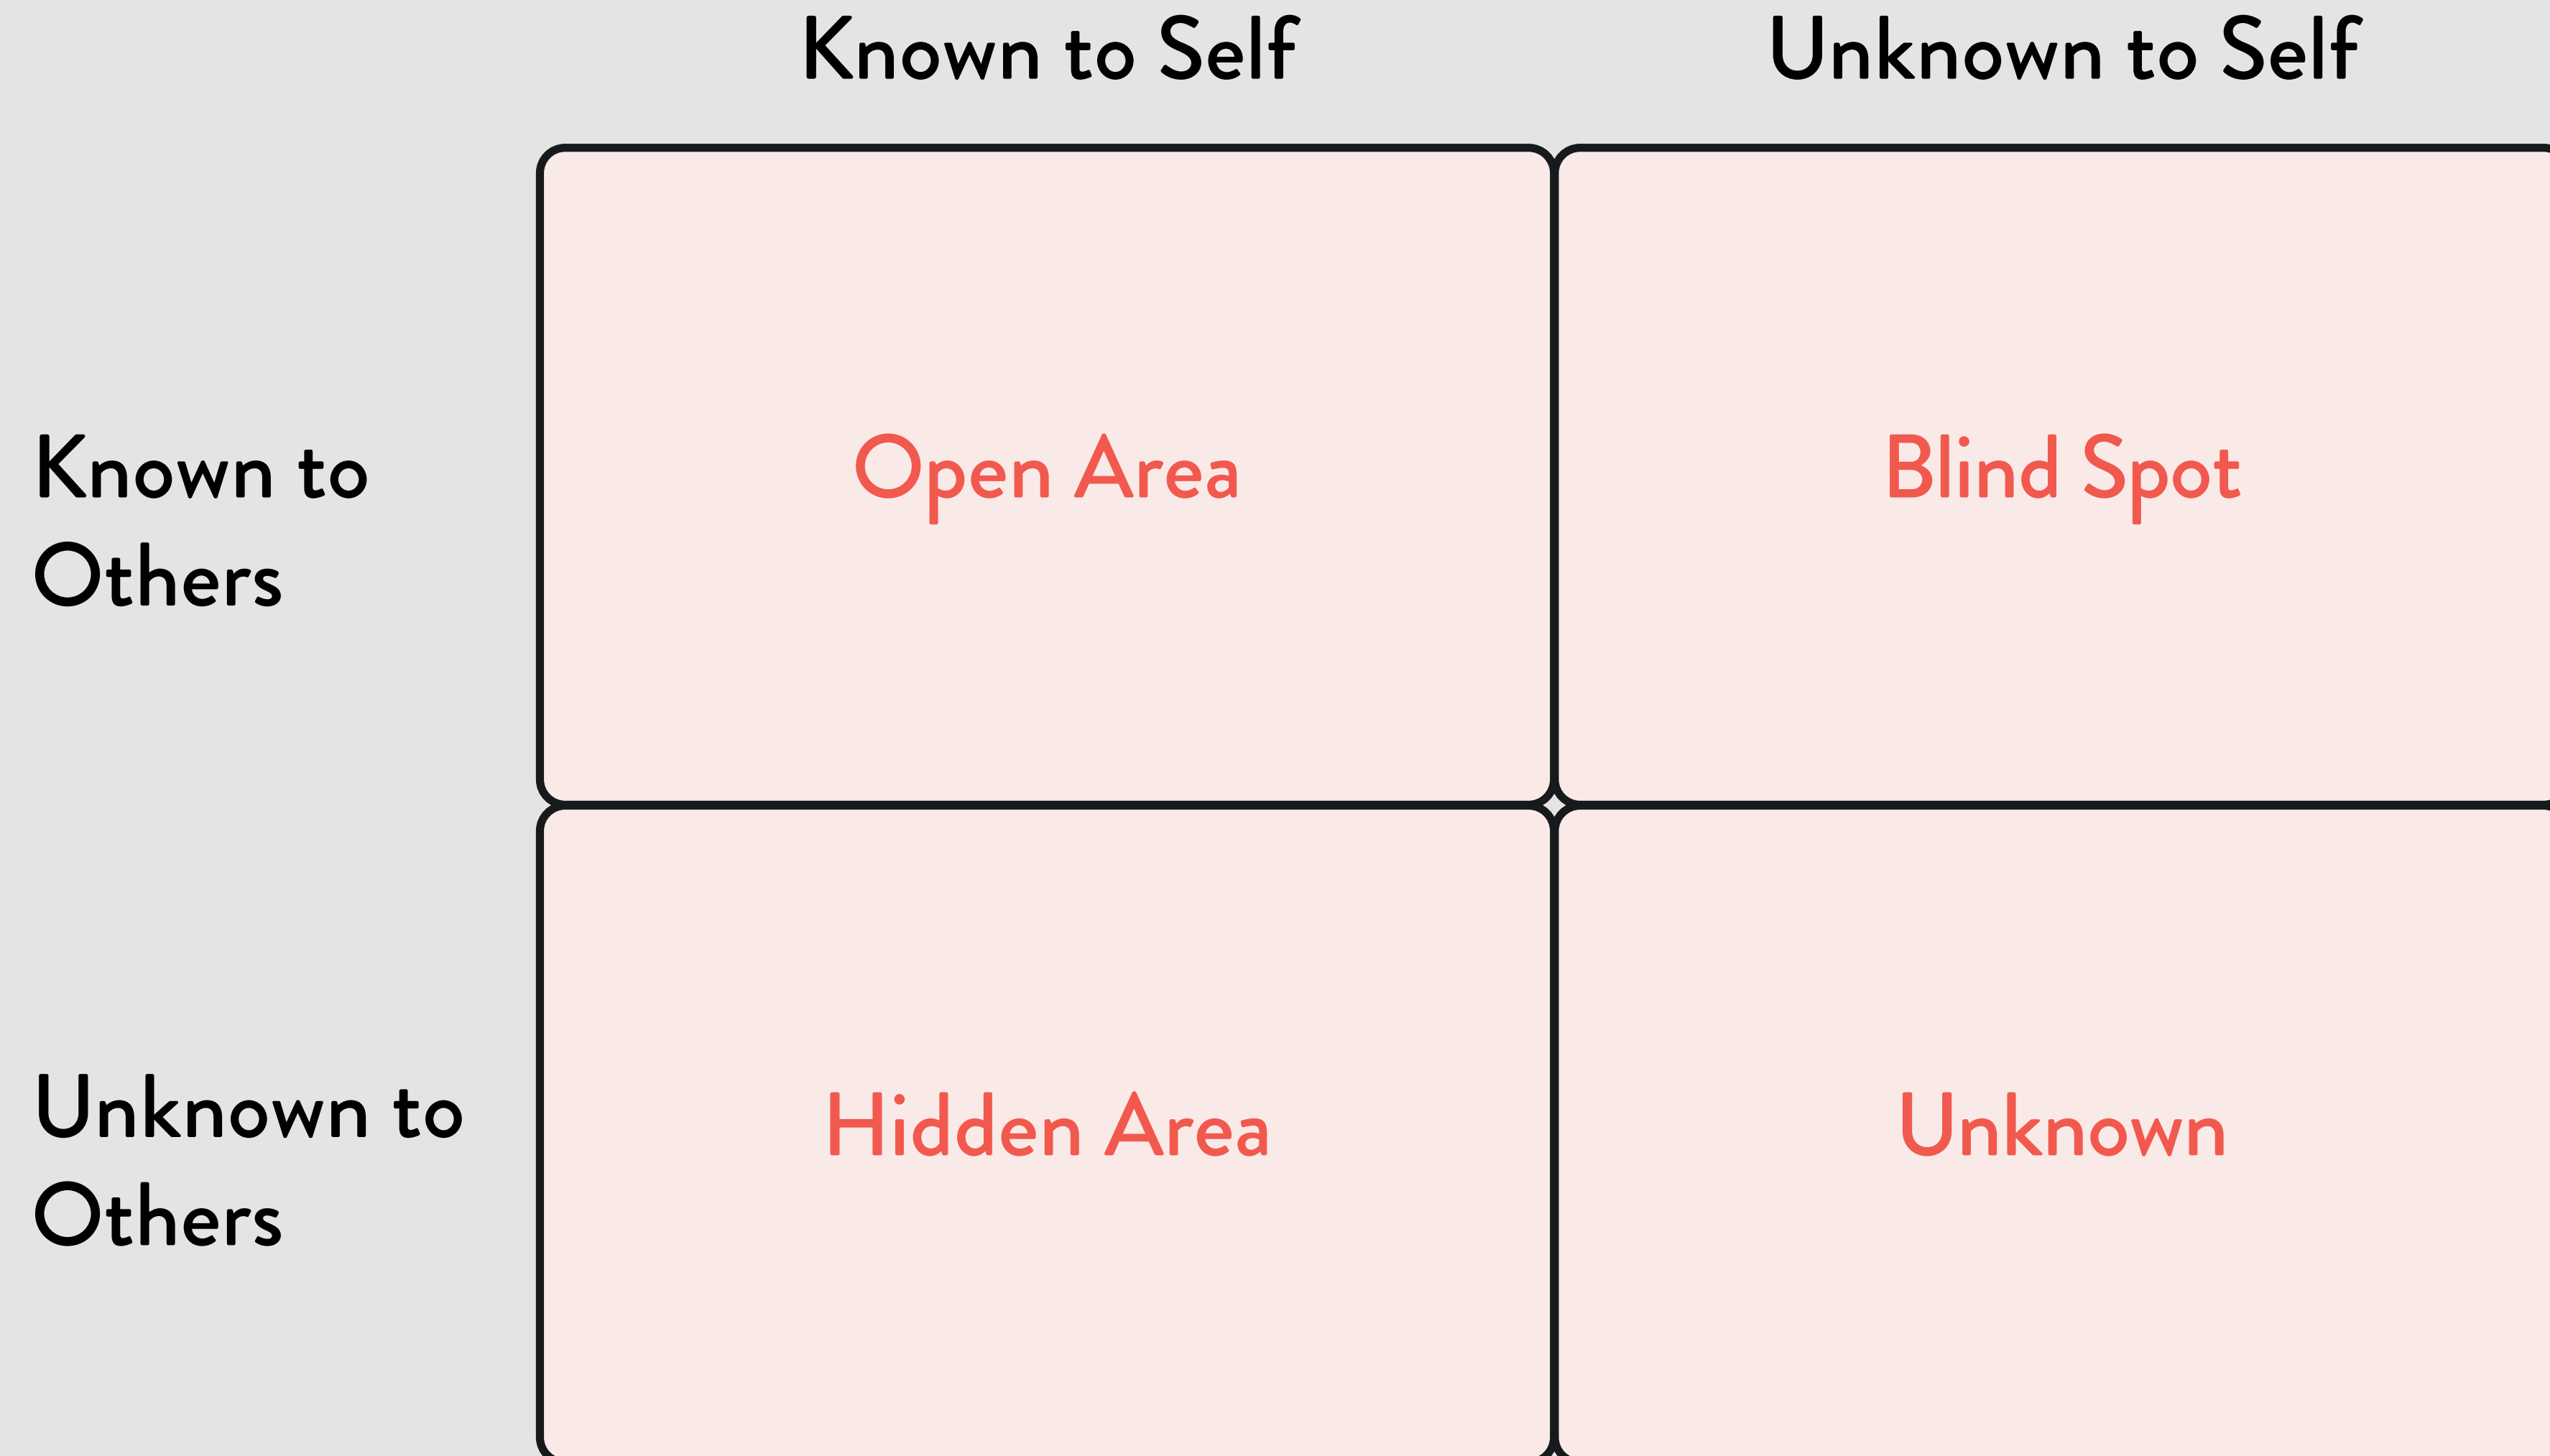 Known to Self
Unknown to Self
Known to
Others
Open Area
Blind Spot
Unknown to
Others
Hidden Area
Unknown